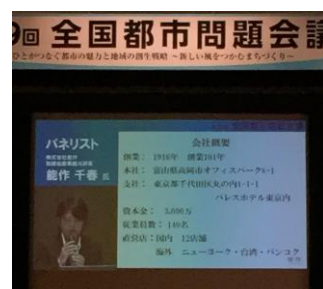 9回 全国都市問題会議
ひとがつなぐ都市の魅力と地域の創生戦略 ～新しい風をつかむまちづくり～
パネリスト
株式会社能作
能作 千春 氏
会社概要
創業： 1916年 創業101年
本社： 富山県高岡市オフィスパーク8-1
支社： 東京都千代田区丸の内1-1-1
パレスホテル東京内
資本金： 3,000万
従業員数： 140名
直営店：国内 12店舗
海外 ニューヨーク・台湾・バンコク